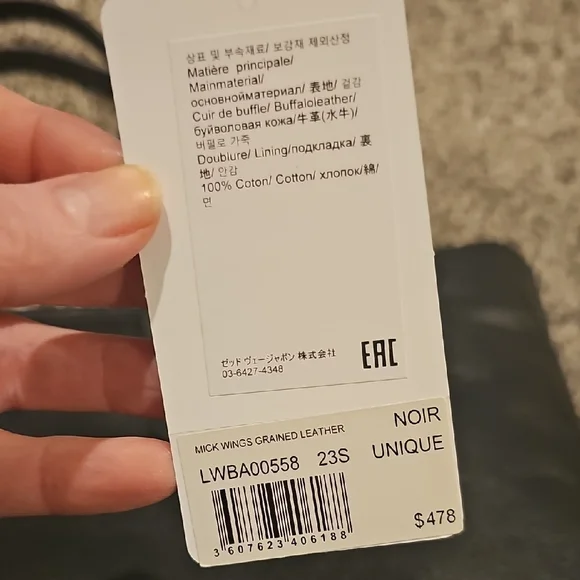 상표 및 부속재료/ 보강재 제외산정
Matière principale/
Mainmaterial/
основнойматериал/ 表地/ 겉감
Cuir de buffle/ Buffaloleather/
буйволовая кожа/牛革(水牛)/
버펄로 가죽
Doublure/ Lining/подкладка/ 裏
地/ 안감
100% Coton/ Cotton/ хлопок/綿/
면
ゼッド ヴェージャポン 株式会社
03-6427-4348
EAC
MICK WINGS GRAINED LEATHER
NOIR
LWBA00558 23S UNIQUE
3 607623 406188
$478